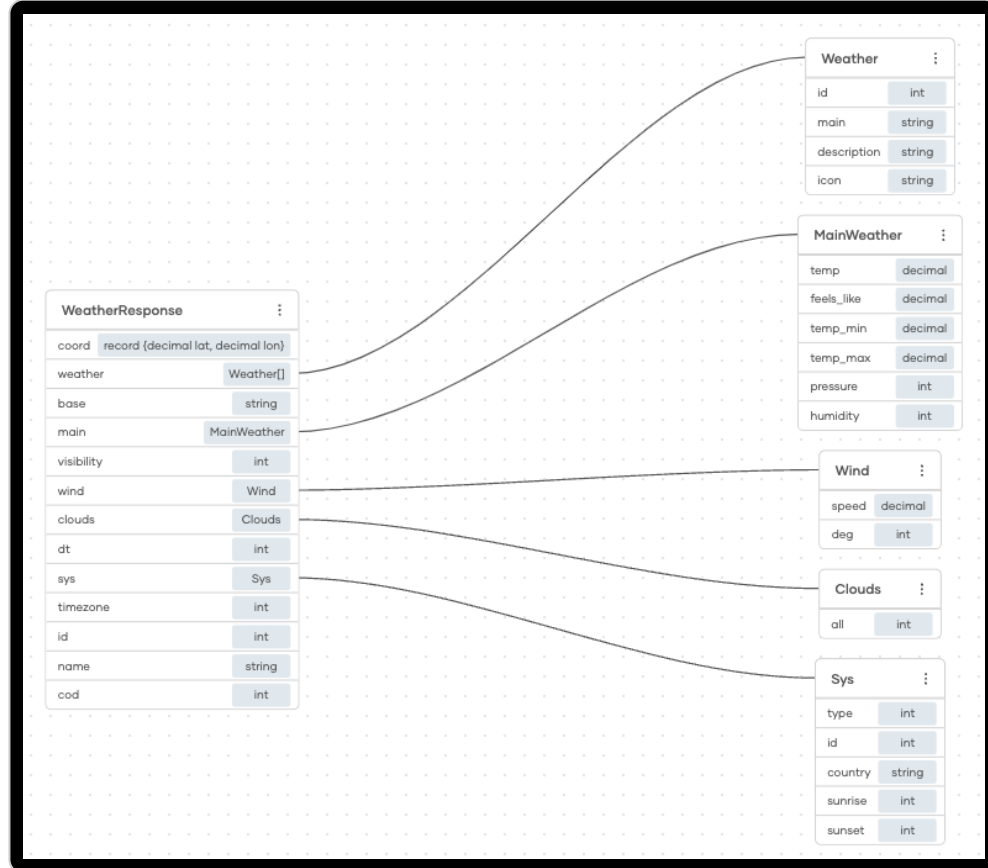 WeatherResponse
coord record {decimal lat, decimal lon}
weather Weather[]
base string
main MainWeather
visibility int
wind Wind
clouds Clouds
dt int
sys Sys
timezone int
id int
name string
cod int
Weather
id int
main string
description string
icon string
MainWeather
temp decimal
feels_like decimal
temp_min decimal
temp_max decimal
pressure int
humidity int
Wind
speed decimal
deg int
Clouds
all int
Sys
type int
id int
country string
sunrise int
sunset int